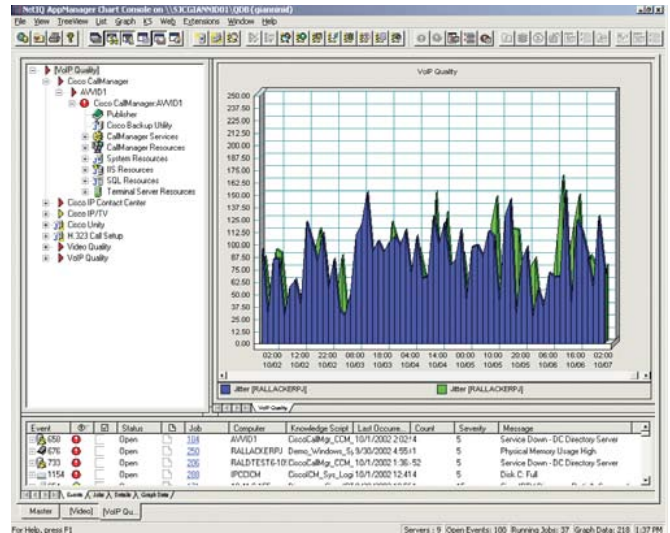 NetIQ AppManager Chart Console on \\SJCGIANNID01\QDB (gianninid)
File View TreeView List Graph KS Web Extensions Window Help
[VoIP Quality]
Cisco CallManager
AVVID1
Cisco CallManager:AVVID1
Publisher
Cisco Backup Utility
CallManager Services
CallManager Resources
System Resources
IIS Resources
SQL Resources
Terminal Server Resources
Cisco IP Contact Center
Cisco IP/TV
Cisco Unity
H.323 Call Setup
Video Quality
VoIP Quality
VoIP Quality
250.00
237.50
225.00
212.50
200.00
187.50
175.00
162.50
150.00
137.50
125.00
112.50
100.00
87.50
75.00
62.50
50.00
37.50
25.00
12.50
0.00
02:00 12:00 22:00 08:00 18:00 04:00 14:00 00:00 10:00 20:00 06:00 16:00 02:00
10/02 10/02 10/02 10/03 10/03 10/04 10/04 10/05 10/05 10/05 10/06 10/06 10/07
Jitter [RALLACKERPJ] Jitter [RALLACKERPJ]
VoIP Quality
Event Status Job Computer Knowledge Script Last Occurre... Count Severity Message
650 Open 104 AVVID1 CiscoCallMgr_CCM_ 10/1/2002 2:02 14 5 Service Down - DC Directory Server
676 Open 250 RALLACKERPJ Demo_Windows_Sy 9/30/2002 4:55 5 Physical Memory Usage High
733 Open 206 RALDTEST6-10 CiscoCallMgr_CCM_ 10/1/2002 1:36 52 5 Service Down - DC Directory Server
1154 Open 288 IPCCICM CiscoICM_Sys_Logi 10/1/2002 12:41 4 5 Disk C: Full
Events Jobs Details Graph Data
Master [Video] [VoIP Qu...
For Help, press F1 Servers : 9 Open Events: 100 Running Jobs: 37 Graph Data: 218 1:37 PM